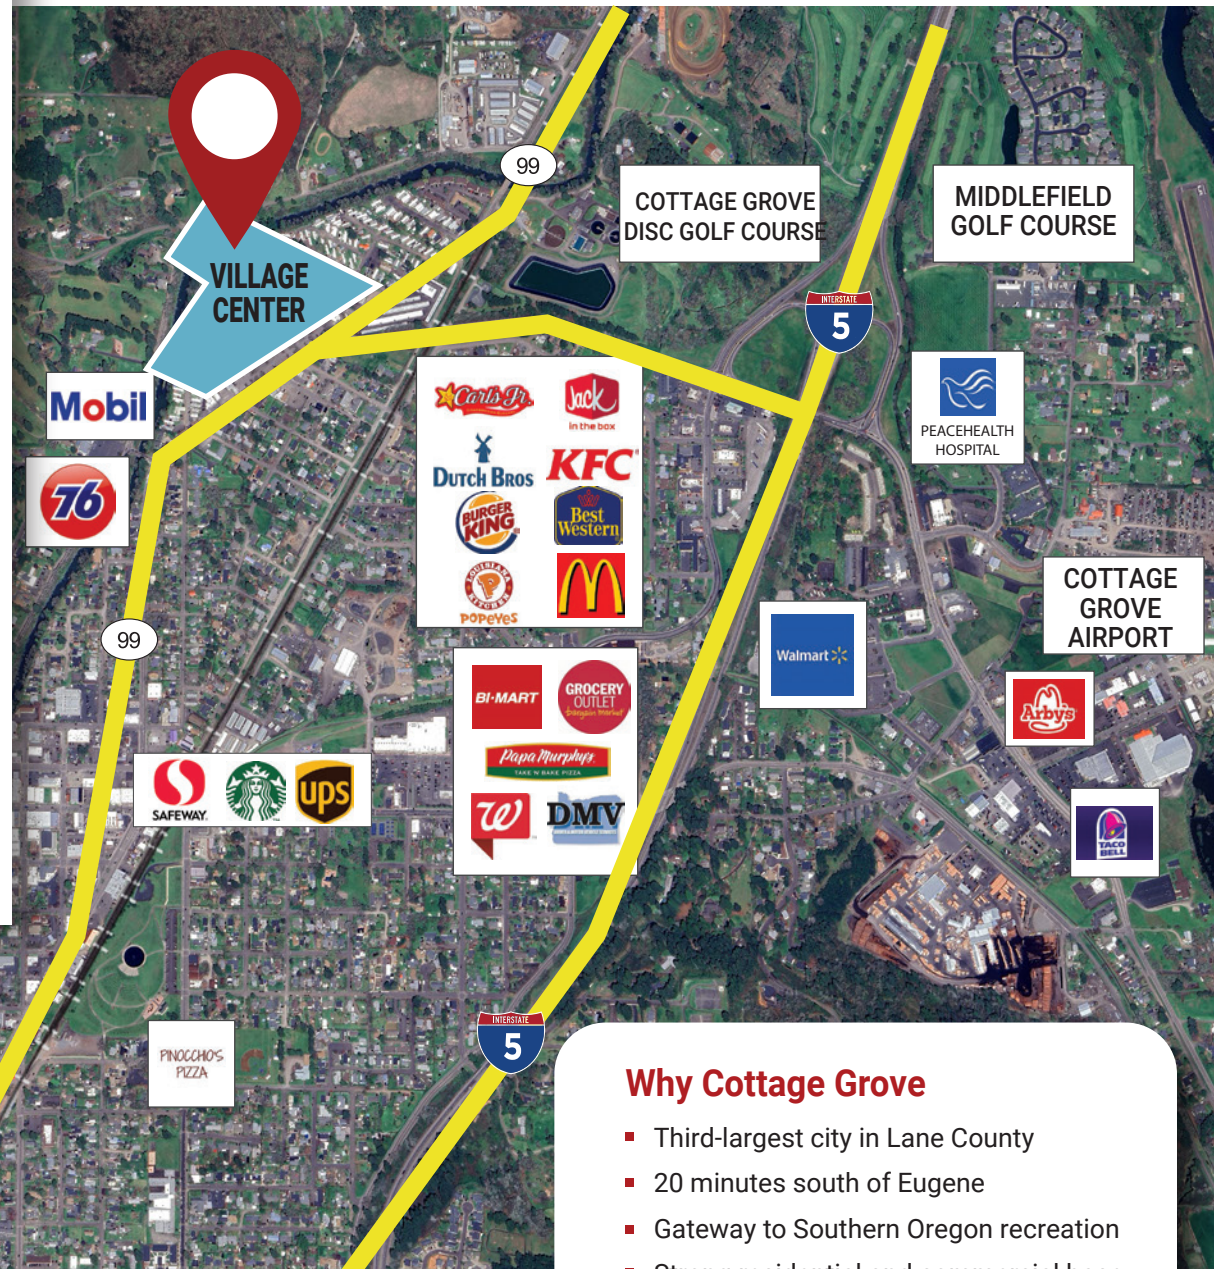 99
COTTAGE GROVE
DISC GOLF COURSE
MIDDLEFIELD
GOLF COURSE
VILLAGE
CENTER
INTERSTATE
5
Mobil
76
Carl's Jr.
Jack
in the box
DUTCH BROS
KFC
BURGER
KING
Best
Western
LOUISIANA
KITCHEN
POPEYES
PEACEHEALTH
HOSPITAL
COTTAGE
GROVE
AIRPORT
99
Walmart
BI-MART
GROCERY
OUTLET
bargain market
Papa Murphy's
TAKE 'N' BAKE PIZZA
W
DMV
Arby's
SAFEWAY
ups
TACO
BELL
PINOCCHIO'S
PIZZA
INTERSTATE
5
Why Cottage Grove
Third-largest city in Lane County
20 minutes south of Eugene
Gateway to Southern Oregon recreation